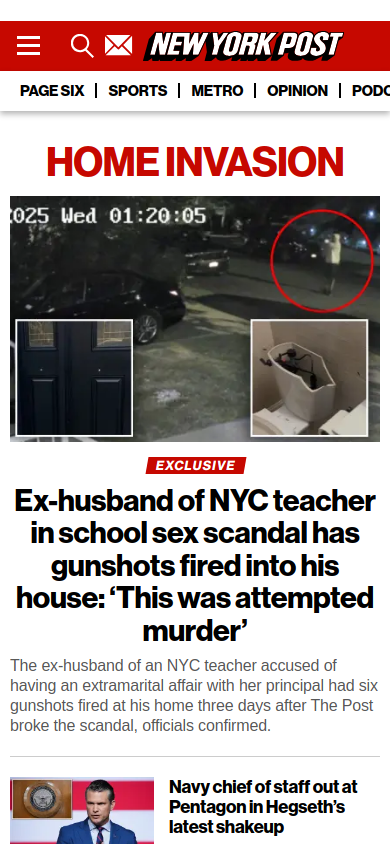 NEW YORK POST
PAGE SIX | SPORTS | METRO | OPINION | PODC
HOME INVASION
2025 Wed 01:20:05
EXCLUSIVE
Ex-husband of NYC teacher
in school sex scandal has
gunshots fired into his
house: ‘This was attempted
murder’
The ex-husband of an NYC teacher accused of
having an extramarital affair with her principal had six
gunshots fired at his home three days after The Post
broke the scandal, officials confirmed.
Navy chief of staff out at
Pentagon in Hegseth’s
latest shakeup